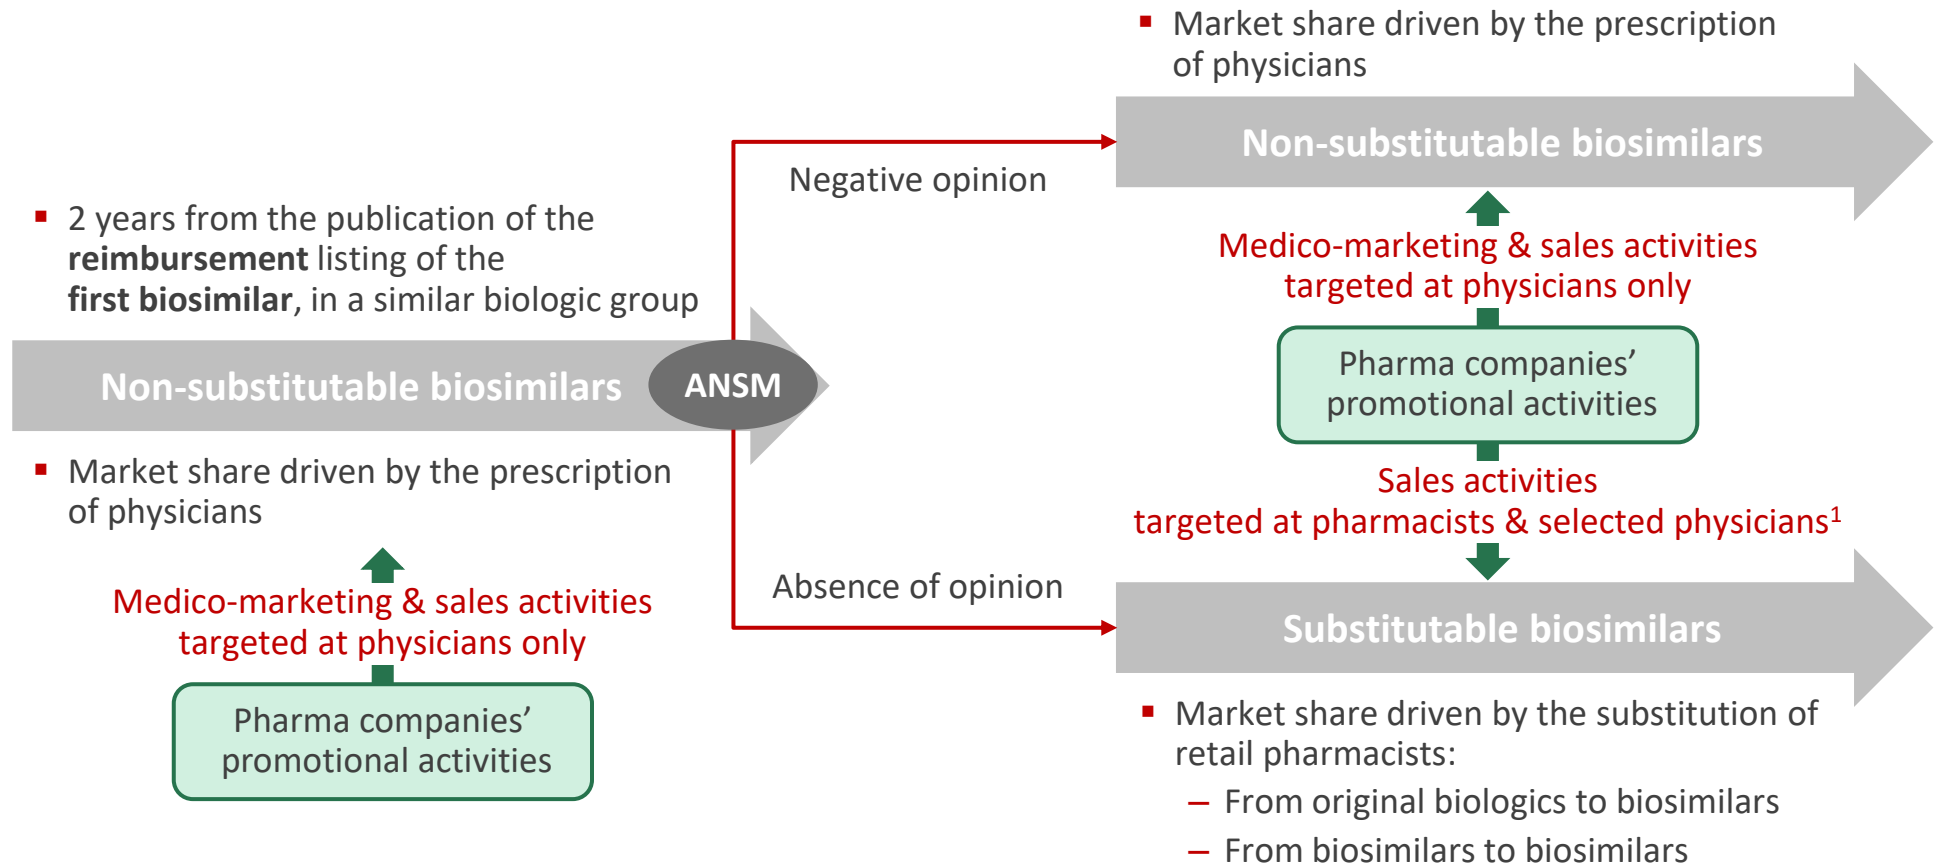 ▪ 2 years from the publication of the
reimbursement listing of the
first biosimilar, in a similar biologic group
Non-substitutable biosimilars
ANSM
▪ Market share driven by the prescription
of physicians
Medico-marketing & sales activities
targeted at physicians only
Pharma companies’
promotional activities
Negative opinion
Absence of opinion
▪ Market share driven by the prescription
of physicians
Non-substitutable biosimilars
Medico-marketing & sales activities
targeted at physicians only
Pharma companies’
promotional activities
Sales activities
targeted at pharmacists & selected physicians¹
Substitutable biosimilars
▪ Market share driven by the substitution of
retail pharmacists:
– From original biologics to biosimilars
– From biosimilars to biosimilars